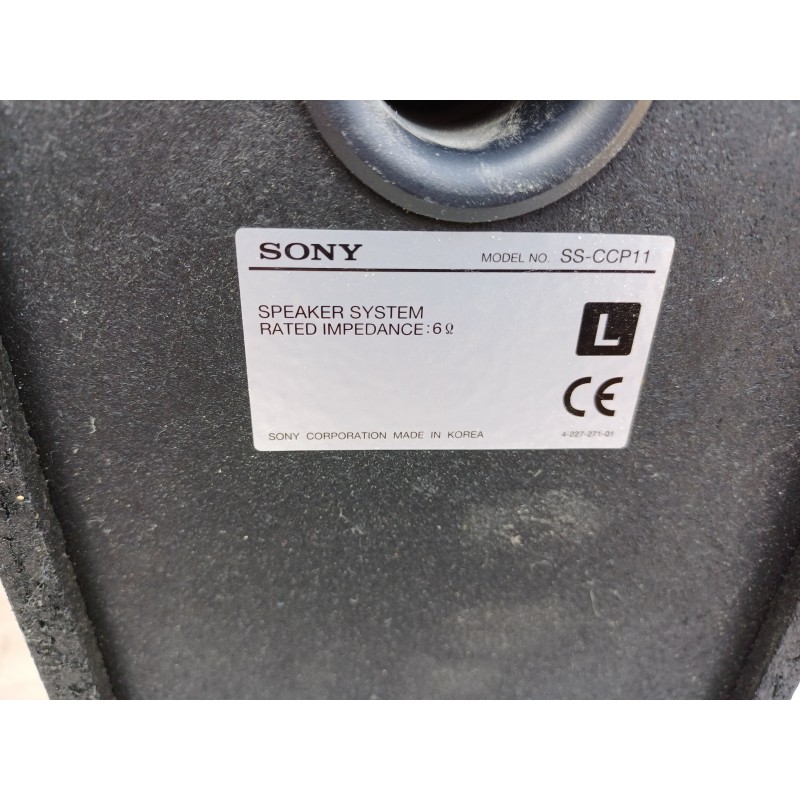 SONY MODEL NO. SS-CCP11
SPEAKER SYSTEM
RATED IMPEDANCE:6Ω
L
CE
SONY CORPORATION MADE IN KOREA 4-227-271-01